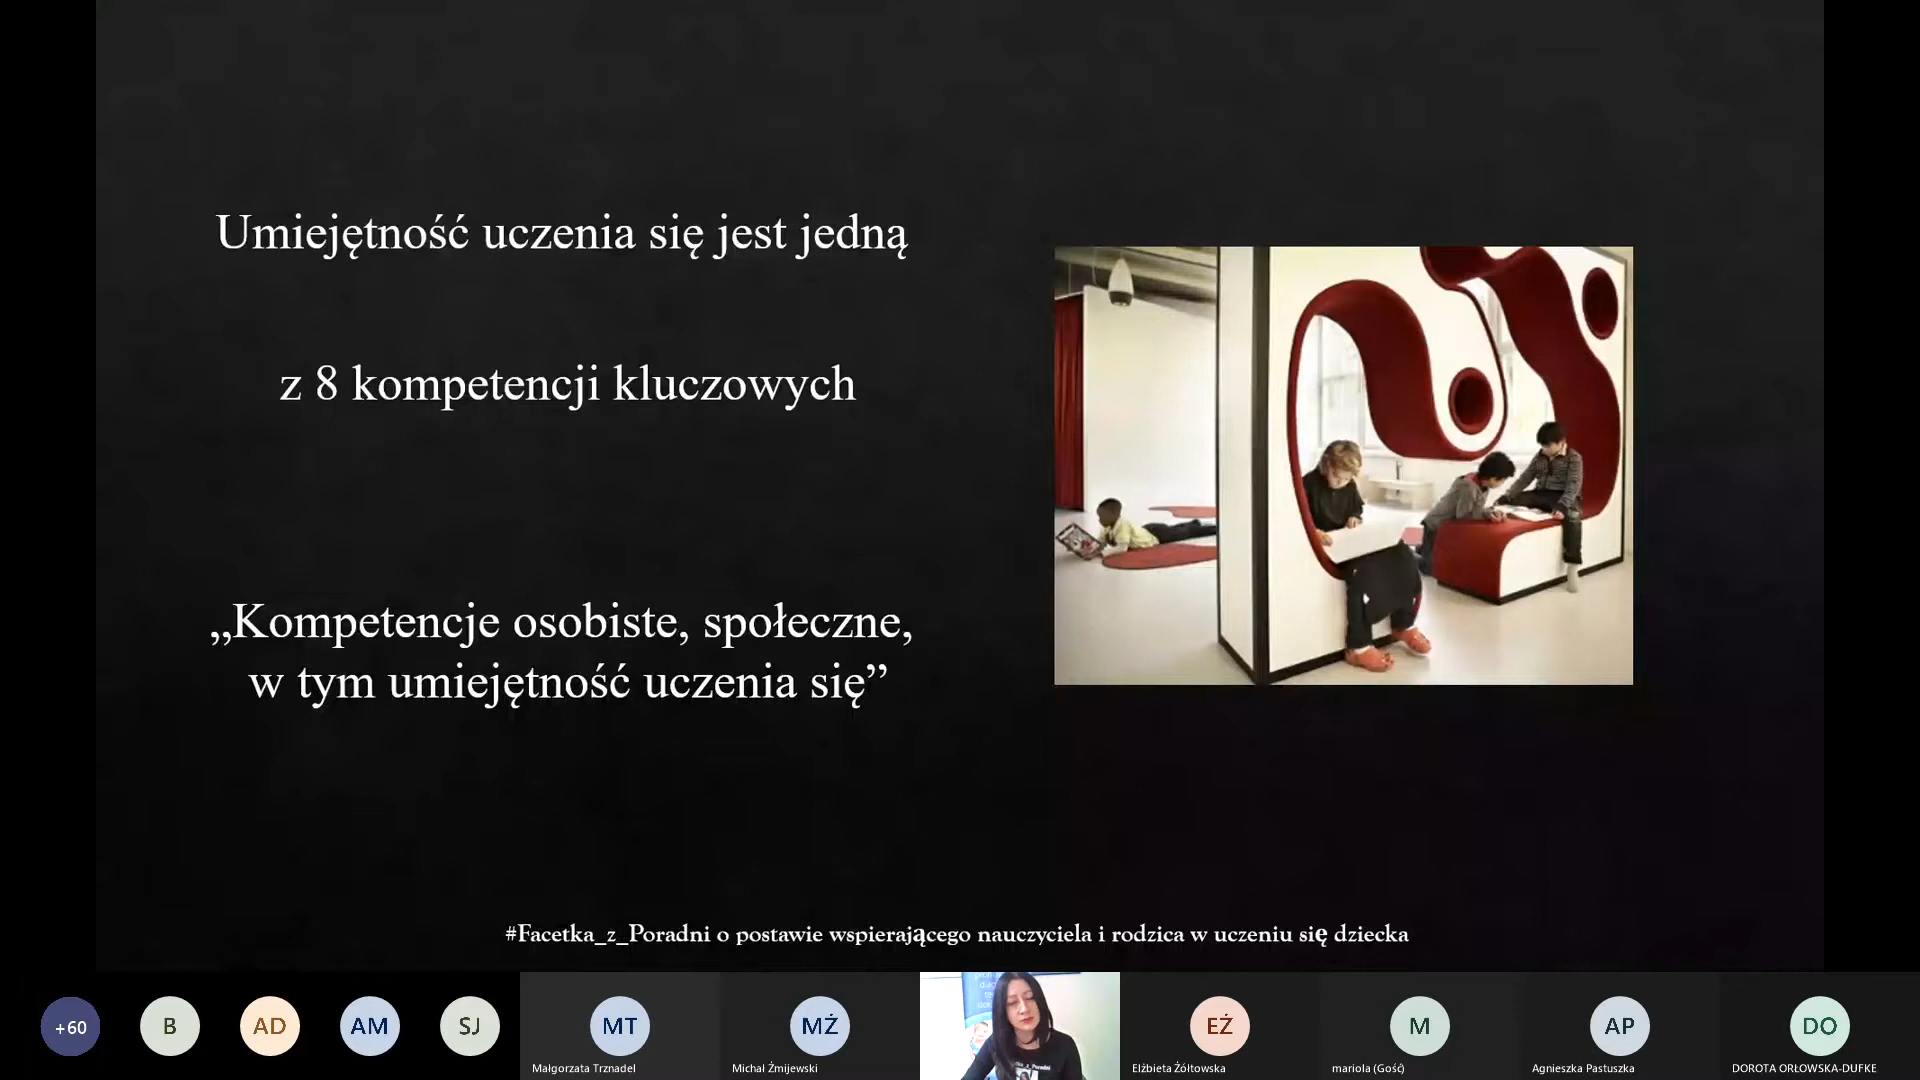 Umiejętność uczenia się jest jedną
z 8 kompetencji kluczowych
„Kompetencje osobiste, społeczne,
w tym umiejętność uczenia się”
#Facetka_z_Poradni o postawie wspierającego nauczyciela i rodzica w uczeniu się dziecka
+60
B
AD
AM
SJ
MT
Małgorzata Trznadel
MŻ
Michał Żmijewski
EŻ
Elżbieta Żółtowska
M
mariola (Gość)
AP
Agnieszka Pastuszka
DO
DOROTA ORŁOWSKA-DUFKE